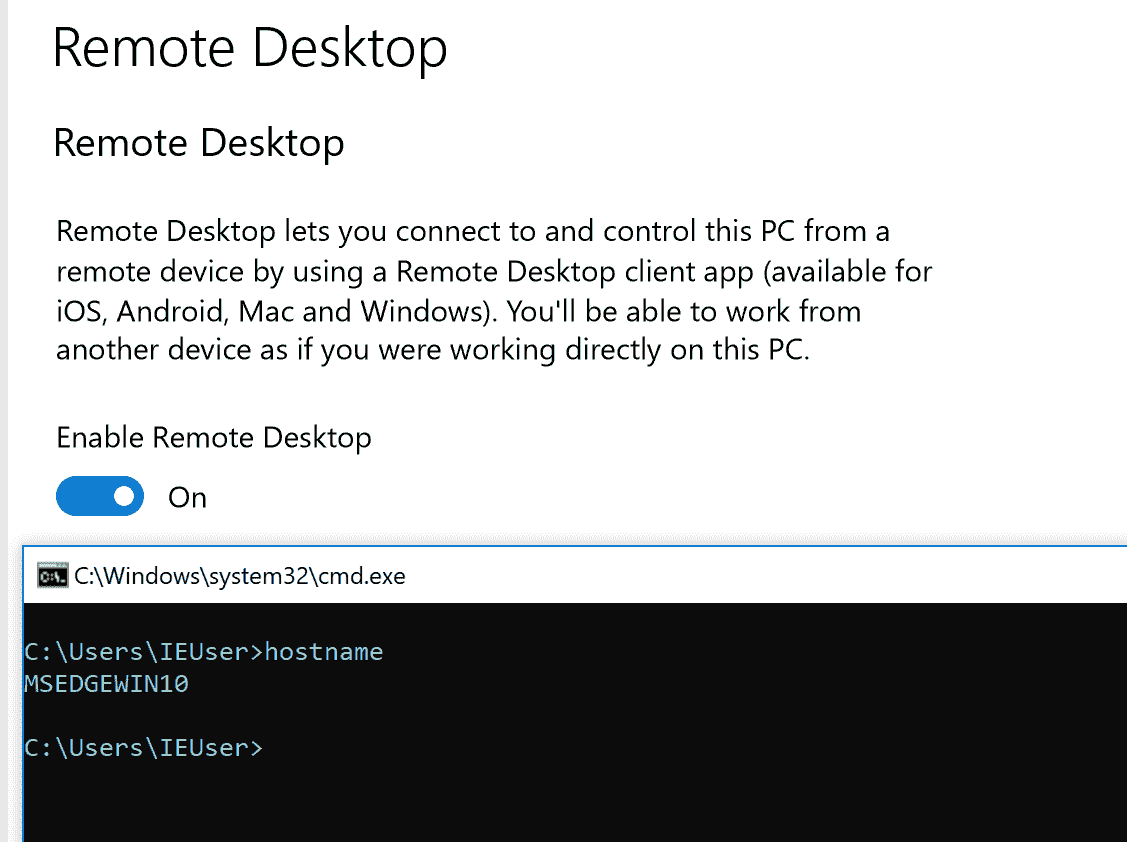 Remote Desktop
Remote Desktop
Remote Desktop lets you connect to and control this PC from a
remote device by using a Remote Desktop client app (available for
iOS, Android, Mac and Windows). You'll be able to work from
another device as if you were working directly on this PC.
Enable Remote Desktop
On
C:\Windows\system32\cmd.exe
C:\Users\IEUser>hostname
MSEDGEWIN10
C:\Users\IEUser>